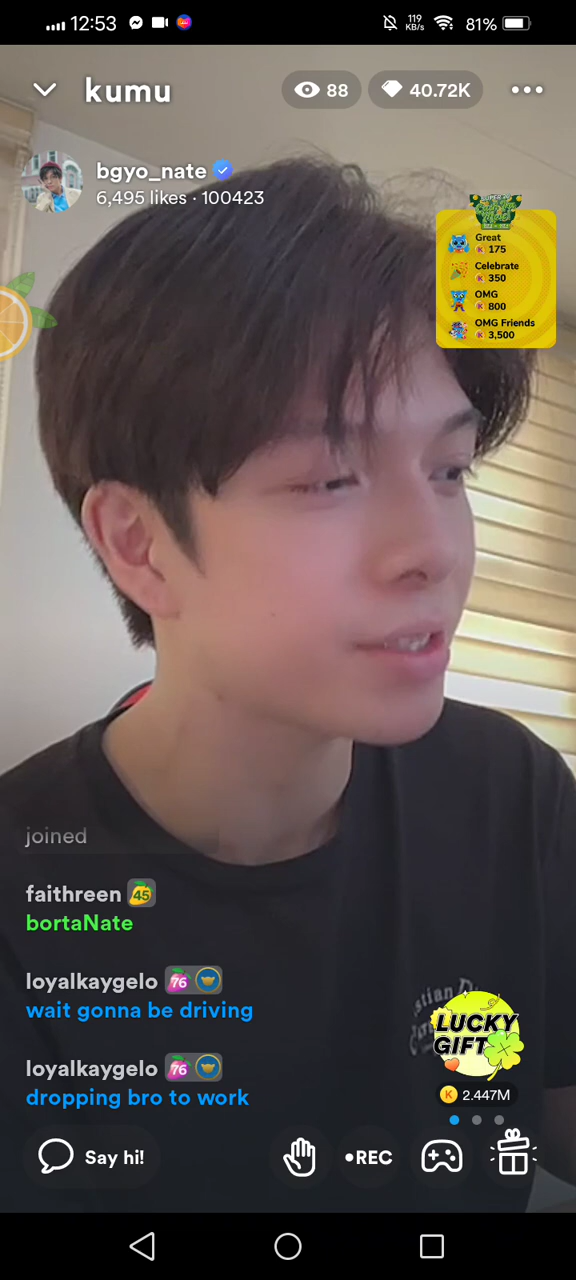 12:53
119
KB/s
81%
kumu
88
40.72K
bgyo_nate
6,495 likes · 100423
Great
K 175
Celebrate
K 350
OMG
K 800
OMG Friends
K 3,500
joined
faithreen 45
bortaNate
loyalkaygelo 76
wait gonna be driving
loyalkaygelo 76
dropping bro to work
LUCKY
GIFT
K 2.447M
Say hi!
•REC